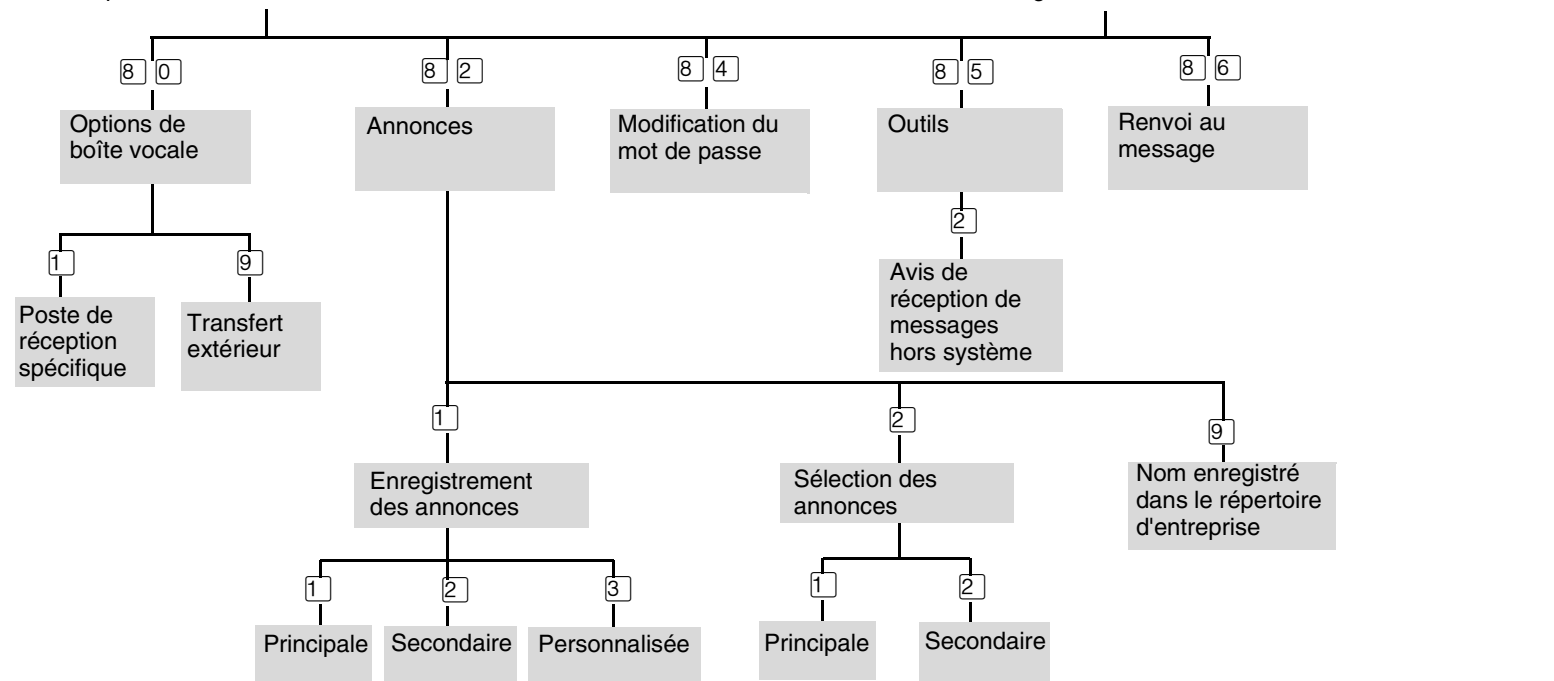 8 0
8 2
8 4
8 5
8 6
Options de
boîte vocale
Annonces
Modification du
mot de passe
Outils
Renvoi au
message
1
9
2
Poste de
réception
spécifique
Transfert
extérieur
Avis de
réception de
messages
hors système
1
2
9
Enregistrement
des annonces
Sélection des
annonces
Nom enregistré
dans le répertoire
d'entreprise
1
2
3
1
2
Principale
Secondaire
Personnalisée
Principale
Secondaire